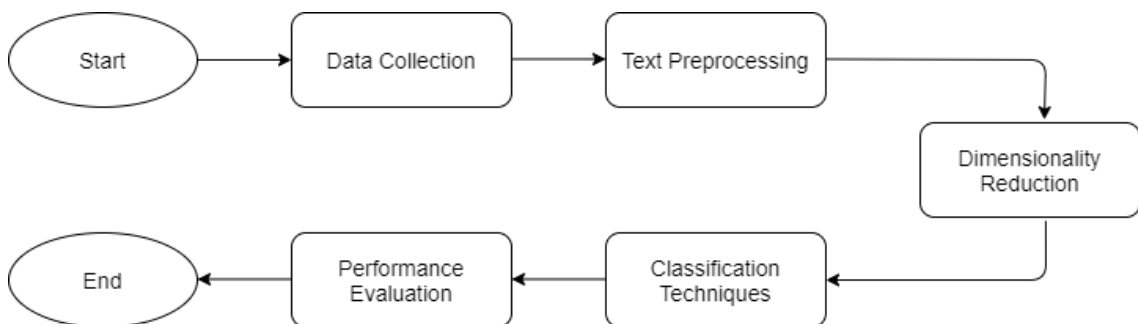 Start
Data Collection
Text Preprocessing
Dimensionality
Reduction
Classification
Techniques
Performance
Evaluation
End